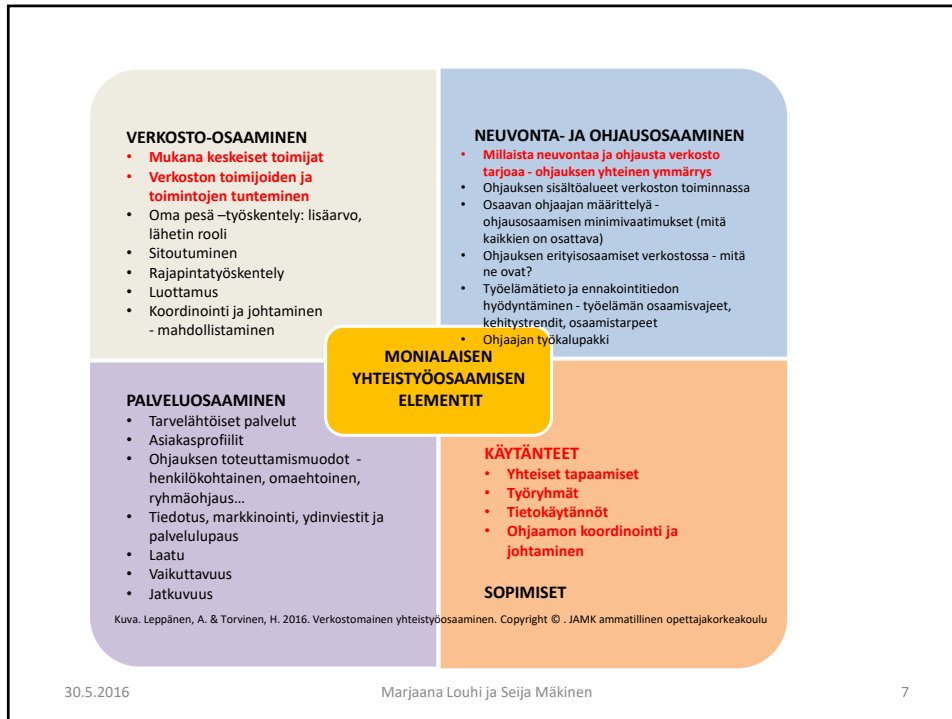 VERKOSTO-OSAAMINEN
• Mukana keskeiset toimijat
• Verkoston toimijoiden ja
toimintojen tunteminen
• Oma pesä –työskentely: lisäarvo,
lähetin rooli
• Sitoutuminen
• Rajapintatyöskentely
• Luottamus
• Koordinointi ja johtaminen
- mahdollistaminen
NEUVONTA- JA OHJAUSOSAAMINEN
• Millaista neuvontaa ja ohjausta verkosto
tarjoaa - ohjauksen yhteinen ymmärrys
• Ohjauksen sisältöalueet verkoston toiminnassa
• Osaavan ohjaajan määrittelyä -
ohjausosaamisen minimivaatimukset (mitä
kaikkien on osattava)
• Ohjauksen erityisosaamiset verkostossa - mitä
ne ovat?
• Työelämätieto ja ennakointitiedon
hyödyntäminen - työelämän osaamisvajeet,
kehitystrendit, osaamistarpeet
• Ohjaajan työkalupakki
MONIALAISEN
YHTEISTYÖOSAAMISEN
ELEMENTIT
PALVELUOSAAMINEN
• Tarvelähtöiset palvelut
• Asiakasprofiilit
• Ohjauksen toteuttamismuodot -
henkilökohtainen, omaehtoinen,
ryhmäohjaus…
• Tiedotus, markkinointi, ydinviestit ja
palvelulupaus
• Laatu
• Vaikuttavuus
• Jatkuvuus
KÄYTÄNTEET
• Yhteiset tapaamiset
• Työryhmät
• Tietokäytännöt
• Ohjaamon koordinointi ja
johtaminen
SOPIMISET
Kuva. Leppänen, A. & Torvinen, H. 2016. Verkostomainen yhteistyöosaaminen. Copyright © . JAMK ammatillinen opettajakorkeakoulu
30.5.2016
Marjaana Louhi ja Seija Mäkinen
7